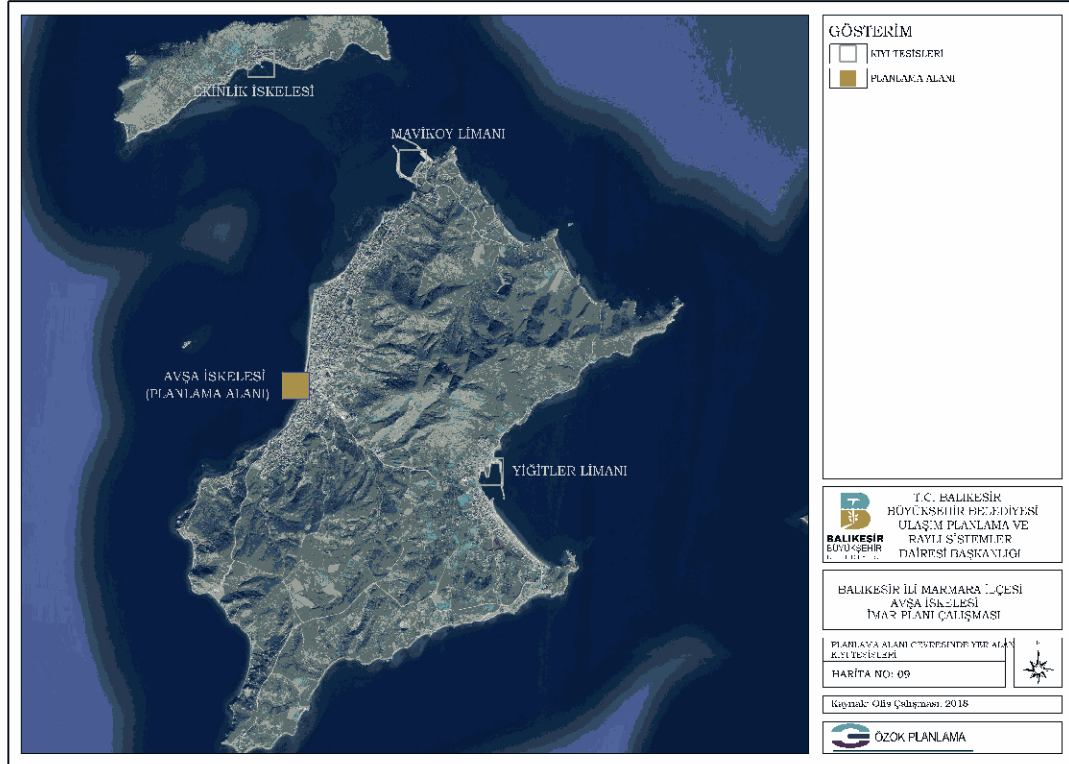 EKİNLİK İSKELESİ
MAVİKÖY LİMANI
AVŞA İSKELESİ
(PLANLAMA ALANI)
YİĞİTLER LİMANI
GÖSTERİM
KIYI TESİSLERİ
PLANLAMA ALANI
BALIKESİR
BÜYÜKŞEHİR
T.C. BALIKESİR
BÜYÜKŞEHİR BELEDİYESİ
ULAŞIM PLANLAMA VE
RAYLI SİSTEMLER
DAİRESİ BAŞKANLIĞI
BALIKESİR İLİ MARMARA İLÇESİ
AVŞA İSKELESİ
İMAR PLANI ÇALIŞMASI
PLANLAMA ALANI ÇEVRESİNDE YER ALAN
KIYI TESİSLERİ
HARİTA NO: 09
Kaynak: Ofis Çalışması, 2018
ÖZOK PLANLAMA